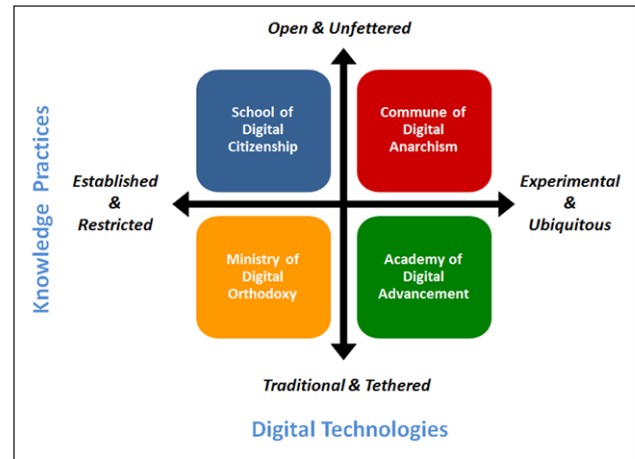 Open & Unfettered
School of
Digital
Citizenship
Commune of
Digital
Anarchism
Knowledge Practices
Established
&
Restricted
Experimental
&
Ubiquitous
Ministry of
Digital
Orthodoxy
Academy of
Digital
Advancement
Traditional & Tethered
Digital Technologies